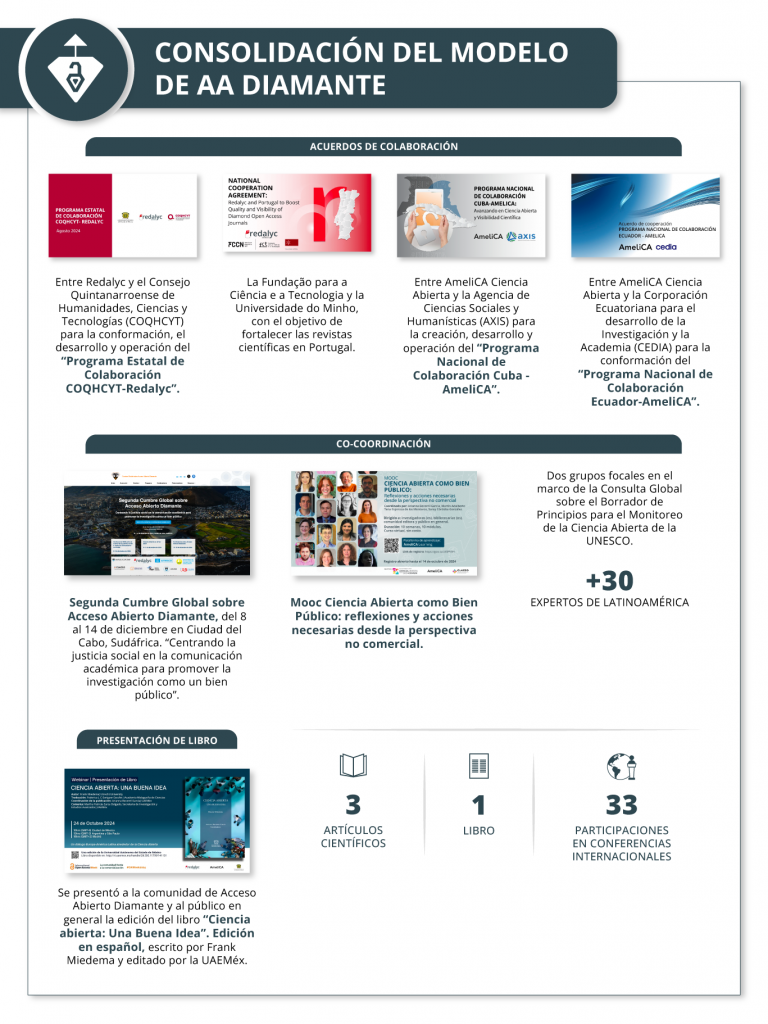 CONSOLIDACIÓN DEL MODELO
DE AA DIAMANTE
ACUERDOS DE COLABORACIÓN
PROGRAMA ESTATAL
DE COLABORACIÓN
COQHCYT- REDALYC
Agosto 2024
redalyc
NATIONAL
COOPERATION
AGREEMENT:
Redalyc and Portugal to Boost
Quality and Visibility of
Diamond Open Access
Journals
redalyc
FCCN
PROGRAMA NACIONAL
DE COLABORACIÓN
CUBA-AMELICA:
Avanzando en Ciencia Abierta
y Visibilidad Científica
AmeliCA axis
Acuerdo de cooperación
PROGRAMA NACIONAL DE COLABORACIÓN
ECUADOR - AMELICA
AmeliCA cedia
Entre Redalyc y el Consejo
Quintanarroense de
Humanidades, Ciencias y
Tecnologías (COQHCYT)
para la conformación, el
desarrollo y operación del
“Programa Estatal de
Colaboración
COQHCYT-Redalyc”.
La Fundação para a
Ciência e a Tecnologia y la
Universidade do Minho,
con el objetivo de
fortalecer las revistas
científicas en Portugal.
Entre AmeliCA Ciencia
Abierta y la Agencia de
Ciencias Sociales y
Humanísticas (AXIS) para
la creación, desarrollo y
operación del “Programa
Nacional de
Colaboración Cuba -
AmeliCA”.
Entre AmeliCA Ciencia
Abierta y la Corporación
Ecuatoriana para el
desarrollo de la
Investigación y la
Academia (CEDIA) para la
conformación del
“Programa Nacional de
Colaboración
Ecuador-AmeliCA”.
CO-COORDINACIÓN
Segunda Cumbre Global sobre
Acceso Abierto Diamante
MOOC
CIENCIA ABIERTA COMO BIEN
PÚBLICO:
Reflexiones y acciones necesarias
desde la perspectiva no comercial
AmeliCA
Segunda Cumbre Global sobre
Acceso Abierto Diamante, del 8
al 14 de diciembre en Ciudad del
Cabo, Sudáfrica. “Centrando la
justicia social en la comunicación
académica para promover la
investigación como un bien
público”.
Mooc Ciencia Abierta como Bien
Público: reflexiones y acciones
necesarias desde la perspectiva
no comercial.
Dos grupos focales en el
marco de la Consulta Global
sobre el Borrador de
Principios para el Monitoreo
de la Ciencia Abierta de la
UNESCO.
+30
EXPERTOS DE LATINOAMÉRICA
PRESENTACIÓN DE LIBRO
Webinar | Presentación de Libro
CIENCIA ABIERTA: UNA BUENA IDEA
24 de Octubre 2024
redalyc AmeliCA
Se presentó a la comunidad de Acceso
Abierto Diamante y al público en
general la edición del libro “Ciencia
abierta: Una Buena Idea”. Edición
en español, escrito por Frank
Miedema y editado por la UAEMéx.
3
ARTÍCULOS
CIENTÍFICOS
1
LIBRO
33
PARTICIPACIONES
EN CONFERENCIAS
INTERNACIONALES